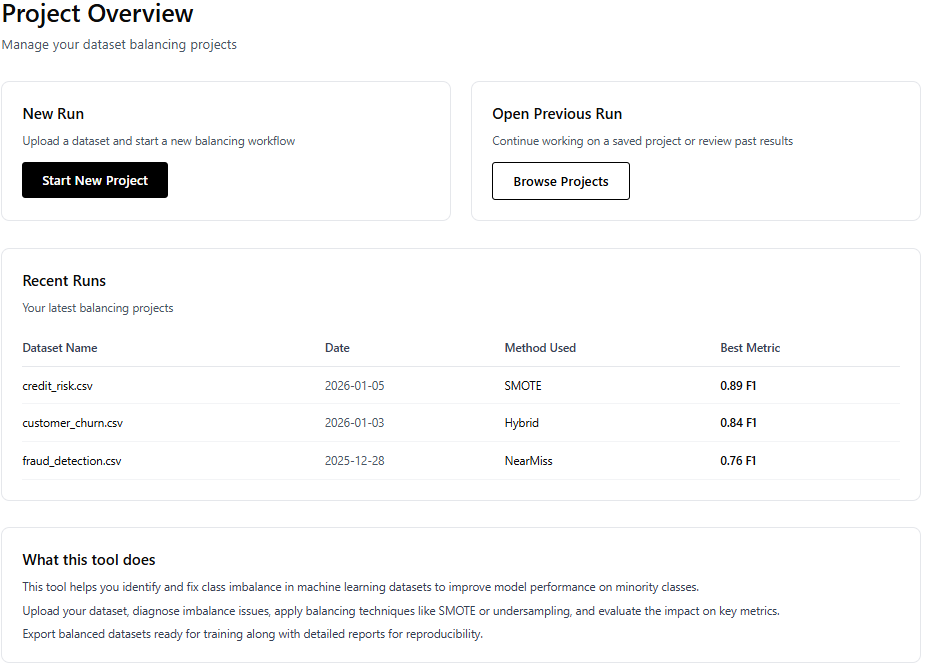 Project Overview
Manage your dataset balancing projects
New Run
Upload a dataset and start a new balancing workflow
Start New Project
Open Previous Run
Continue working on a saved project or review past results
Browse Projects
Recent Runs
Your latest balancing projects
Dataset Name Date Method Used Best Metric
credit_risk.csv 2026-01-05 SMOTE 0.89 F1
customer_churn.csv 2026-01-03 Hybrid 0.84 F1
fraud_detection.csv 2025-12-28 NearMiss 0.76 F1
What this tool does
This tool helps you identify and fix class imbalance in machine learning datasets to improve model performance on minority classes.
Upload your dataset, diagnose imbalance issues, apply balancing techniques like SMOTE or undersampling, and evaluate the impact on key metrics.
Export balanced datasets ready for training along with detailed reports for reproducibility.